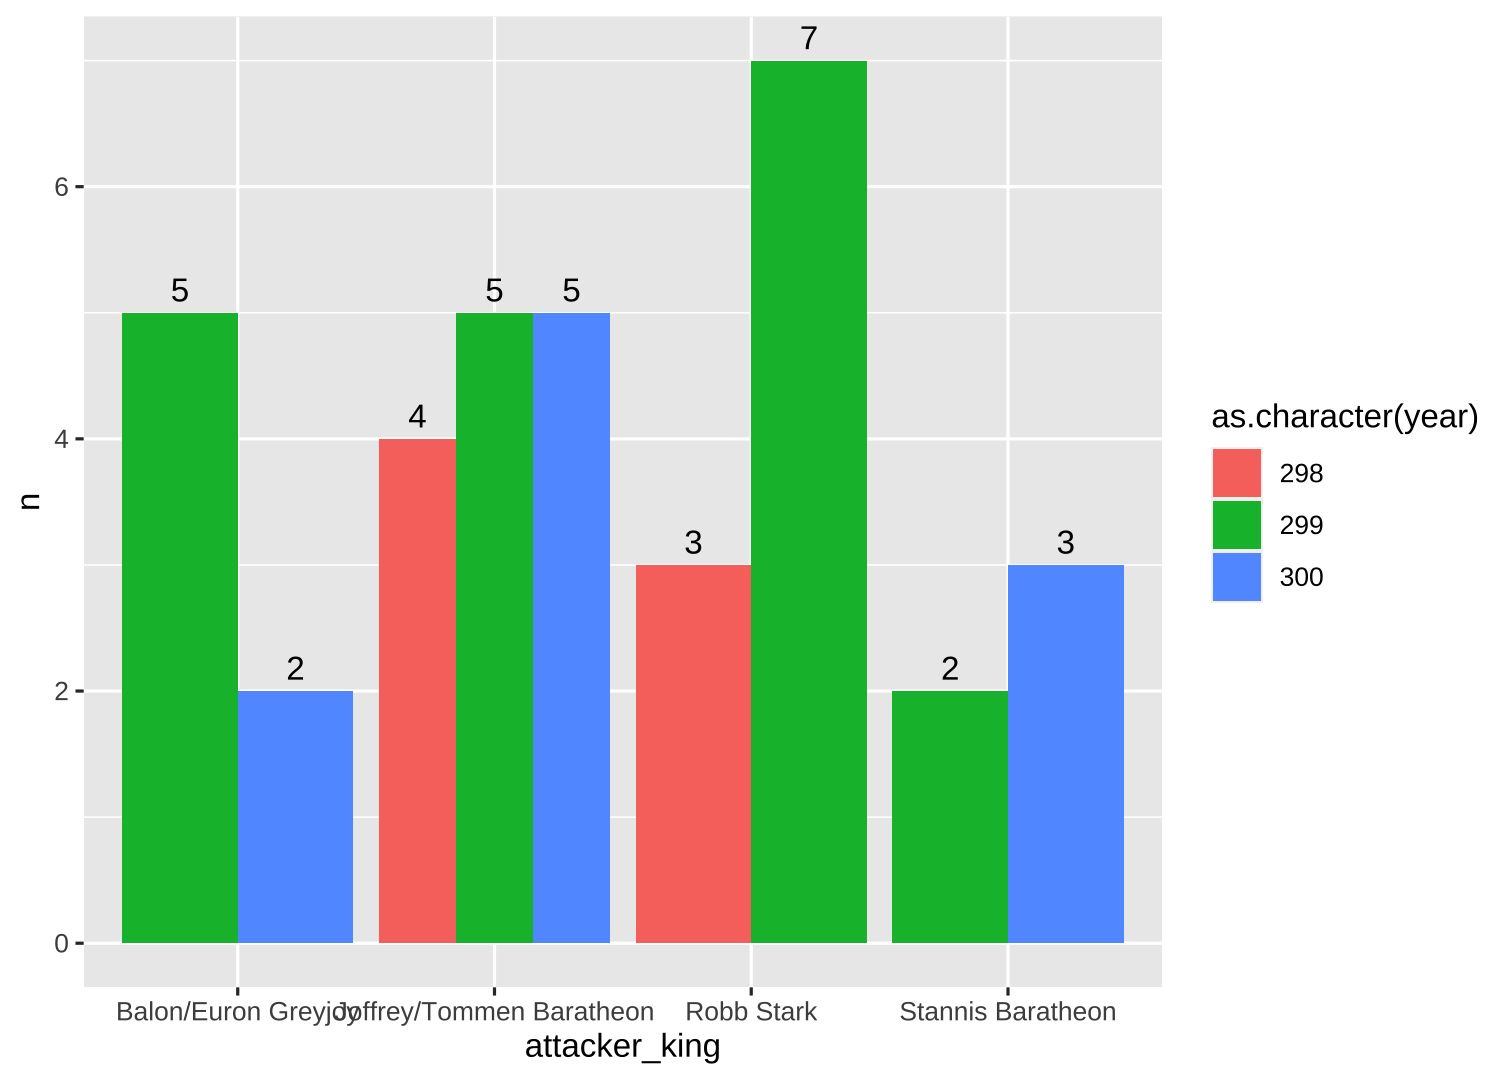 7
6
5
5
5
4
4
3
3
2
2
2
0
n
Balon/Euron Greyjoy
Joffrey/Tommen Baratheon
Robb Stark
Stannis Baratheon
attacker_king
as.character(year)
298
299
300